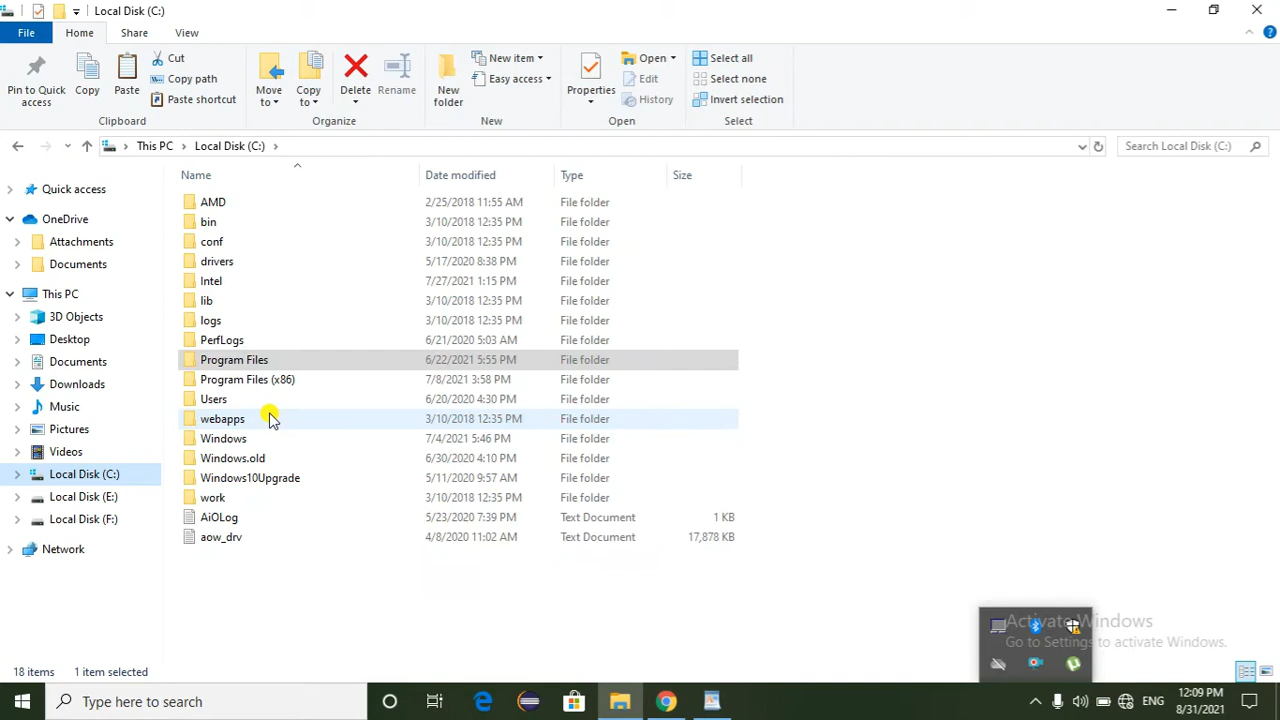 Local Disk (C:)
File Home Share View
Pin to Quick access
Copy
Paste
Cut
Copy path
Paste shortcut
Clipboard
Move to
Copy to
Delete
Rename
Organize
New folder
New item
Easy access
New
Properties
Open
Edit
History
Open
Select all
Select none
Invert selection
Select
This PC Local Disk (C:)
Search Local Disk (C:)
Quick access
OneDrive
Attachments
Documents
This PC
3D Objects
Desktop
Documents
Downloads
Music
Pictures
Videos
Local Disk (C:)
Local Disk (E:)
Local Disk (F:)
Network
Name Date modified Type Size
AMD 2/25/2018 11:55 AM File folder
bin 3/10/2018 12:35 PM File folder
conf 3/10/2018 12:35 PM File folder
drivers 5/17/2020 8:38 PM File folder
Intel 7/27/2021 1:15 PM File folder
lib 3/10/2018 12:35 PM File folder
logs 3/10/2018 12:35 PM File folder
PerfLogs 6/21/2020 5:03 AM File folder
Program Files 6/22/2021 5:55 PM File folder
Program Files (x86) 7/8/2021 3:58 PM File folder
Users 6/20/2020 4:30 PM File folder
webapps 3/10/2018 12:35 PM File folder
Windows 7/4/2021 5:46 PM File folder
Windows.old 6/30/2020 4:10 PM File folder
Windows10Upgrade 5/11/2020 9:57 AM File folder
work 3/10/2018 12:35 PM File folder
AiOLog 5/23/2020 7:39 PM Text Document 1 KB
aow_drv 4/8/2020 11:02 AM Text Document 17,878 KB
Activate Windows
Go to Settings to activate Windows.
18 items 1 item selected
Type here to search
ENG
12:09 PM
8/31/2021